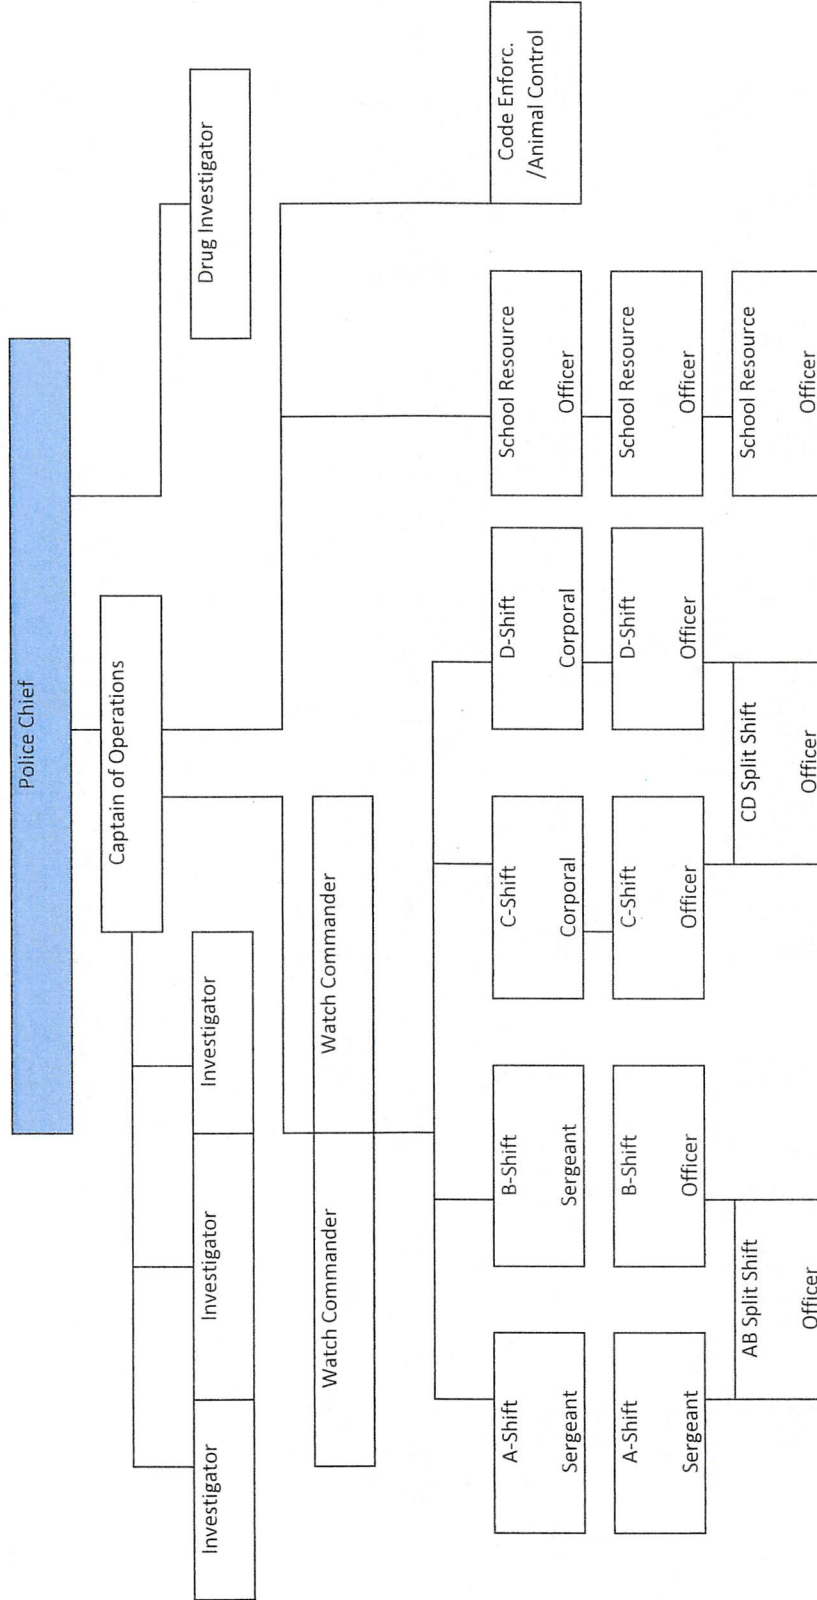 Police Chief
Captain of Operations
Drug Investigator
Investigator
Investigator
Investigator
Watch Commander
Watch Commander
A-Shift
Sergeant
B-Shift
Sergeant
C-Shift
Corporal
D-Shift
Corporal
School Resource
Officer
Code Enforc.
/Animal Control
A-Shift
Sergeant
B-Shift
Officer
C-Shift
Officer
D-Shift
Officer
School Resource
Officer
AB Split Shift
Officer
CD Split Shift
Officer
School Resource
Officer